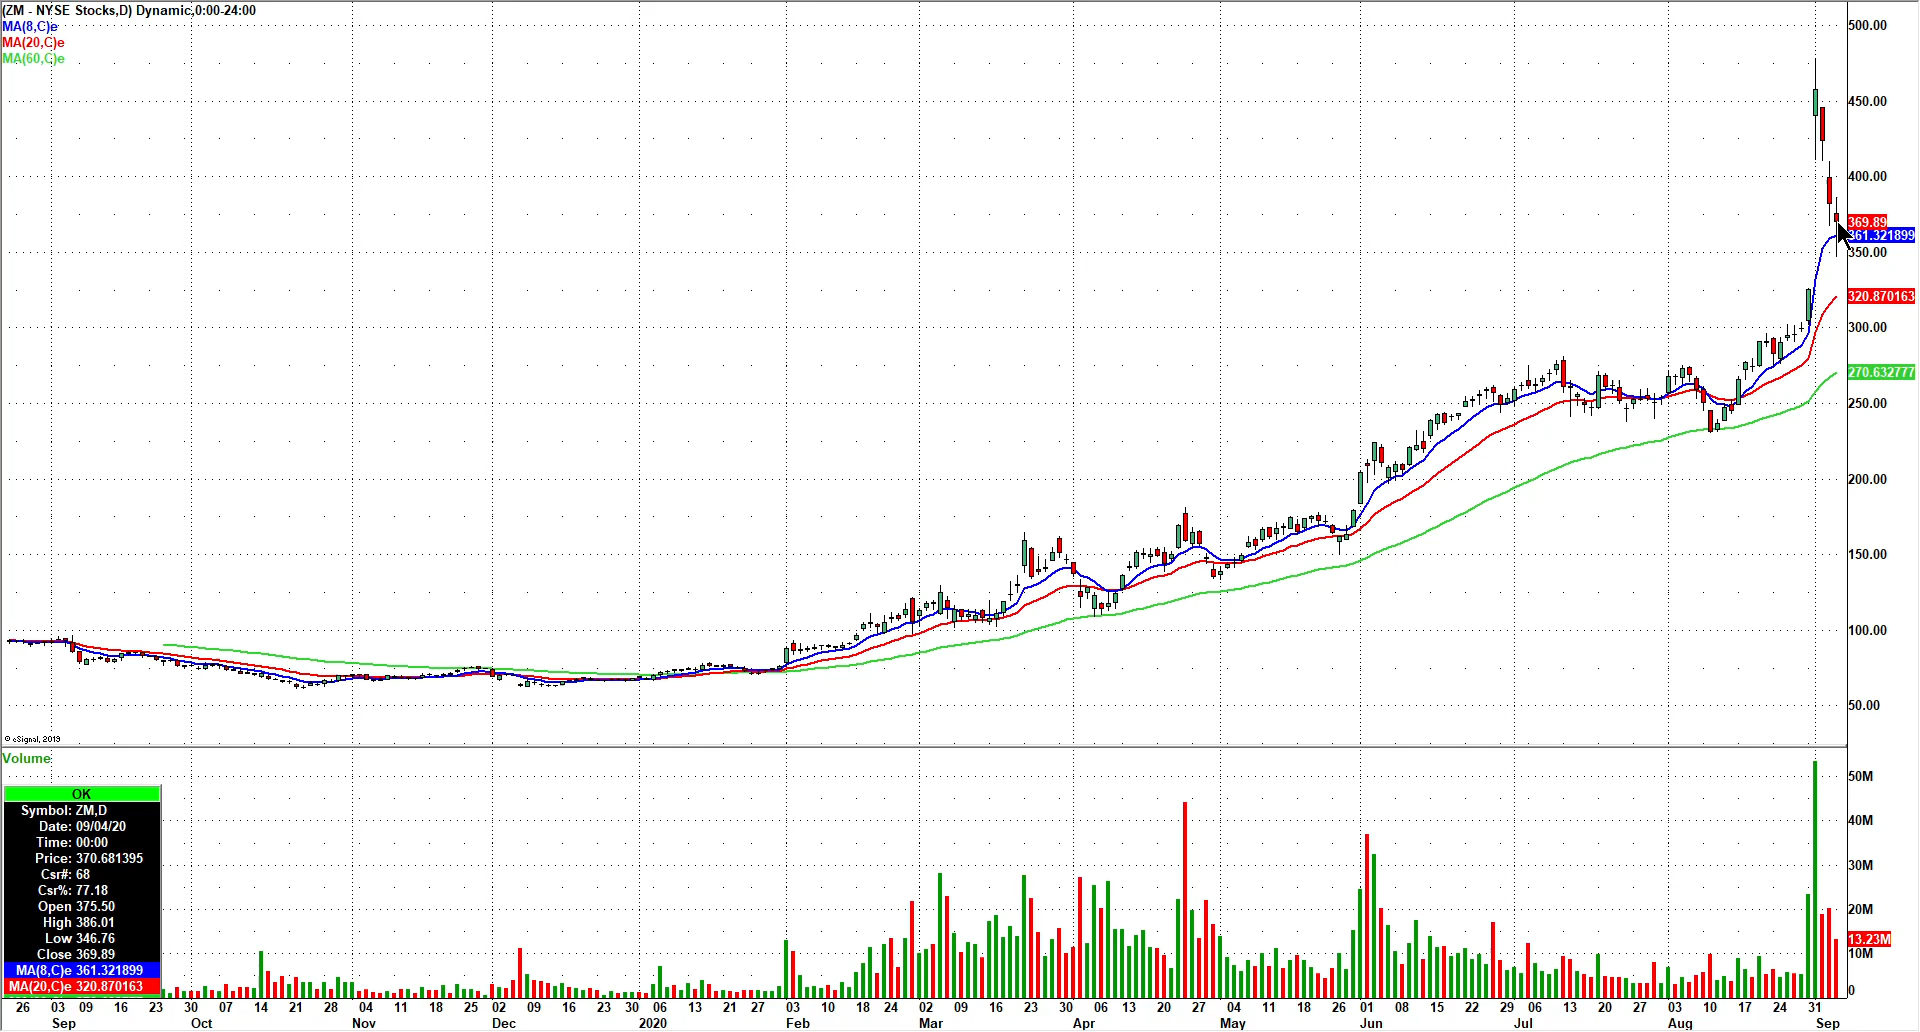 (ZM - NYSE Stocks,D) Dynamic,0:00-24:00
MA(8,C)e
MA(20,C)e
MA(60,C)e
500.00
450.00
400.00
369.89
361.321899
350.00
320.870163
300.00
270.632777
250.00
200.00
150.00
100.00
50.00
© eSignal, 2019
Volume
50M
40M
30M
20M
13.23M
10M
0
OK
Symbol: ZM,D
Date: 09/04/20
Time: 00:00
Price: 370.681395
Csr#: 68
Csr%: 77.18
Open 375.50
High 386.01
Low 346.76
Close 369.89
MA(8,C)e 361.321899
MA(20,C)e 320.870163
26 03 09 16 23 30 07 14 21 28 04 11 18 25 02 09 16 23 30 06 13 21 27 03 10 18 24 02 09 16 23 30 06 13 20 27 04 11 18 26 01 08 15 22 29 06 13 20 27 03 10 17 24 31
Sep Oct Nov Dec 2020 Feb Mar Apr May Jun Jul Aug Sep